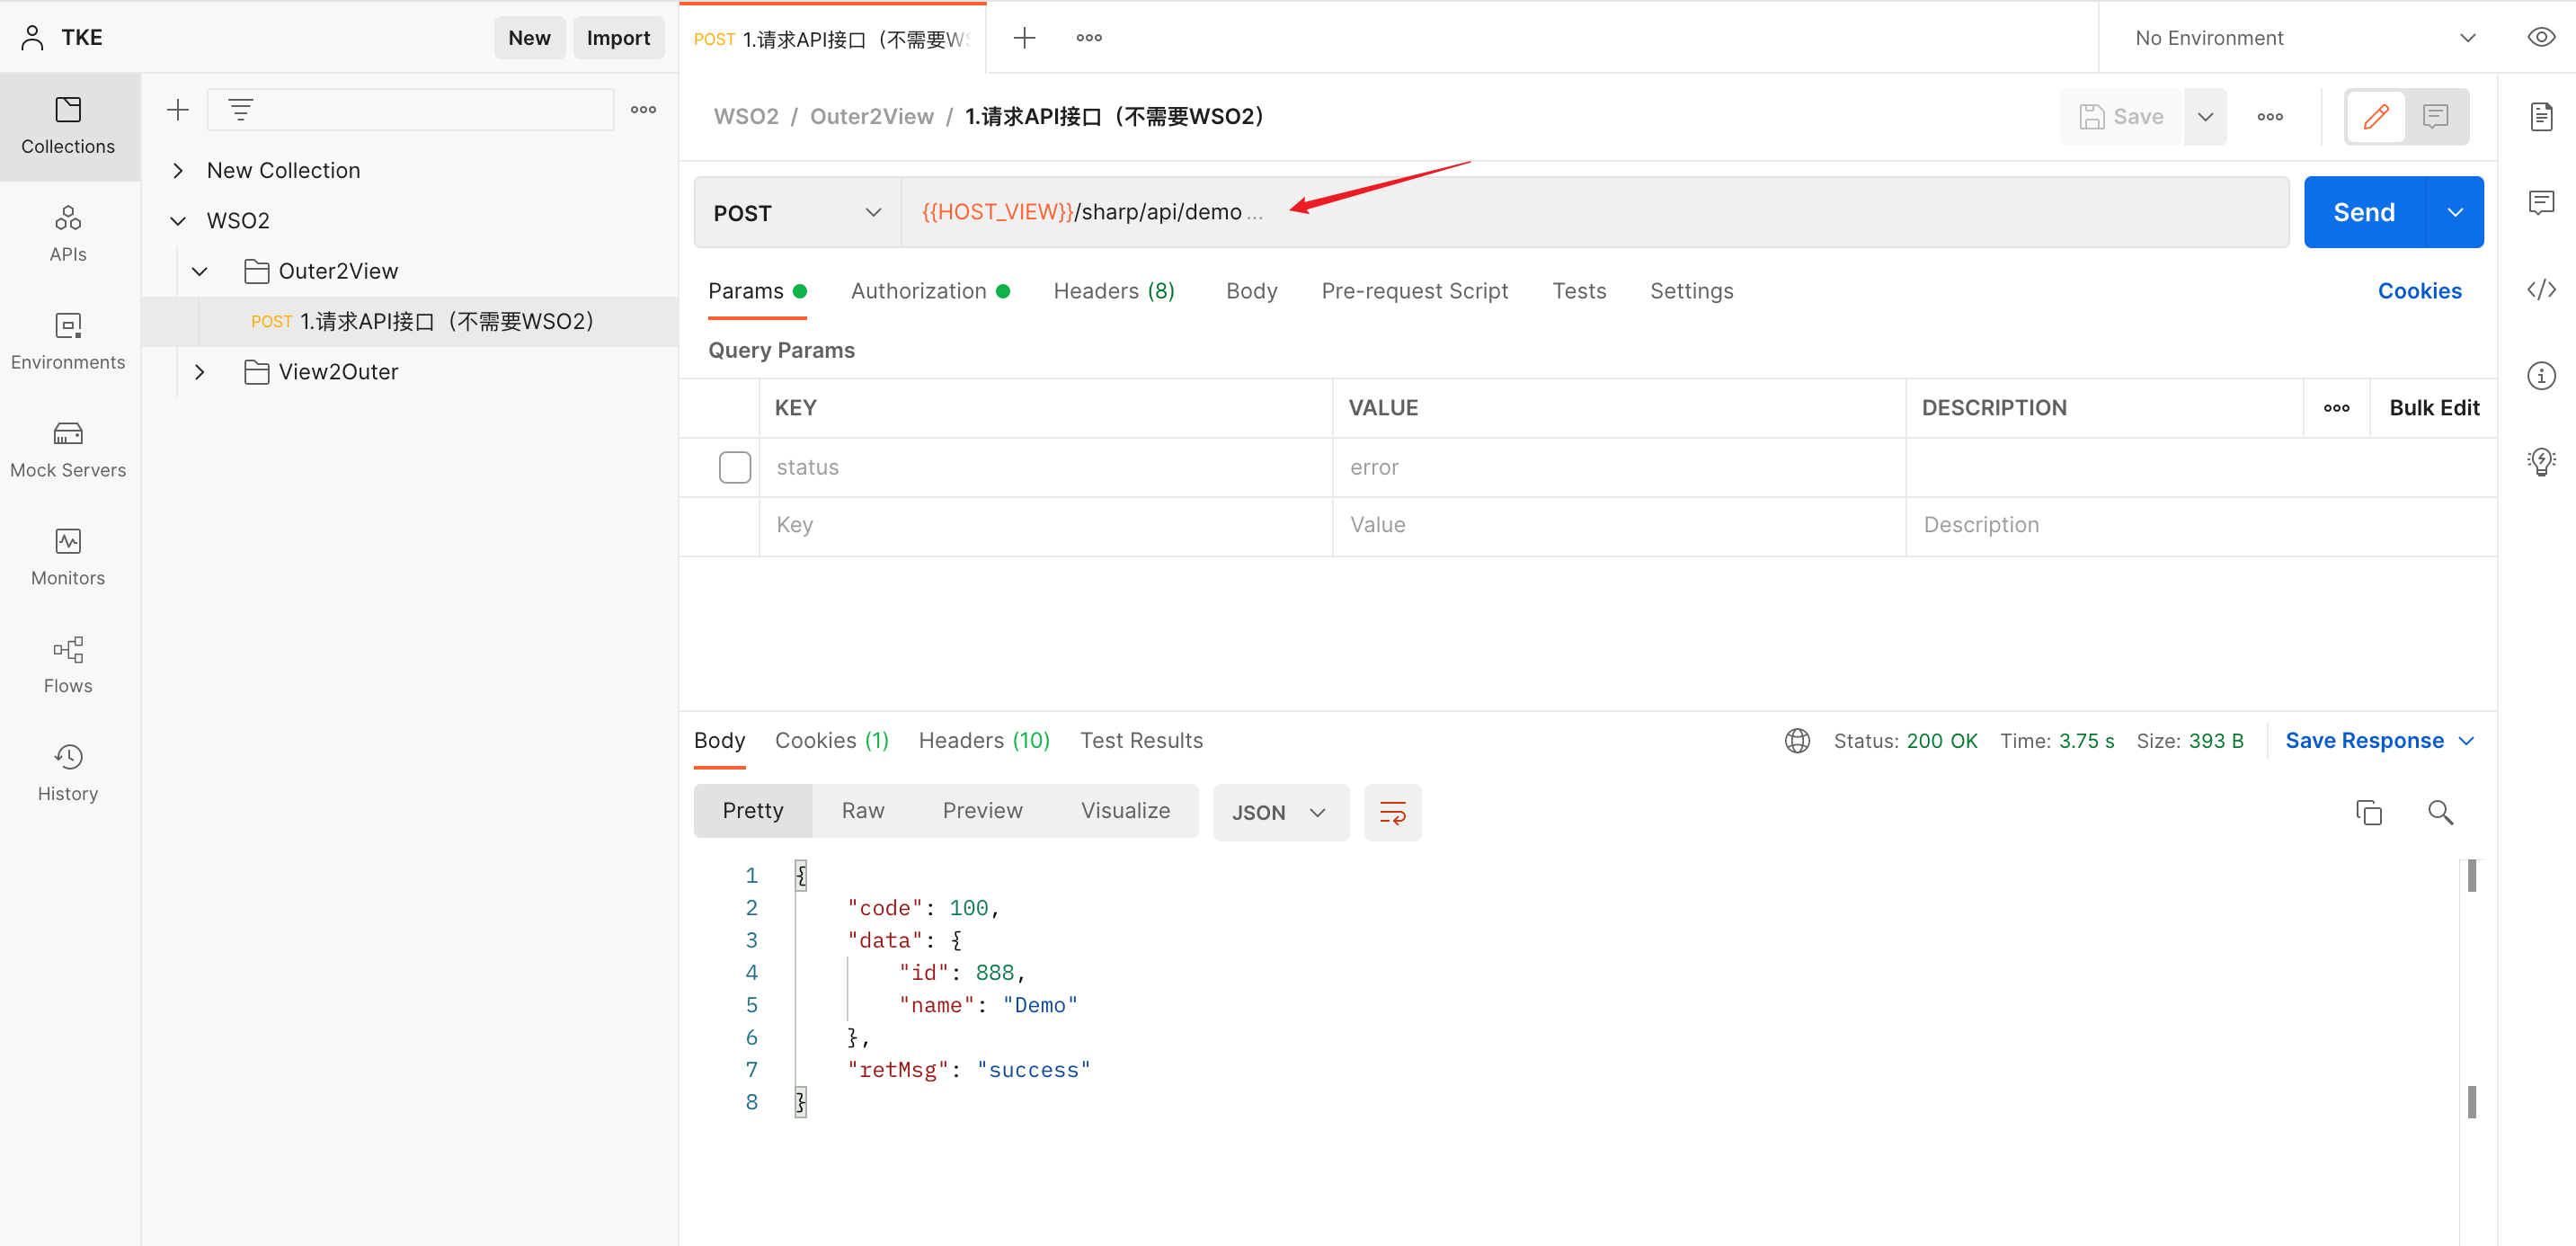 TKE
New
Import
POST 1.请求API接口（不需要WS
No Environment
Collections
APIs
Environments
Mock Servers
Monitors
Flows
History
New Collection
WSO2
Outer2View
POST 1.请求API接口（不需要WSO2）
View2Outer
WSO2 / Outer2View / 1.请求API接口（不需要WSO2）
Save
POST
{{HOST_VIEW}}/sharp/api/demo...
Send
Params
Authorization
Headers (8)
Body
Pre-request Script
Tests
Settings
Cookies
Query Params
KEY
VALUE
DESCRIPTION
Bulk Edit
status
error
Key
Value
Description
Body
Cookies (1)
Headers (10)
Test Results
Status: 200 OK
Time: 3.75 s
Size: 393 B
Save Response
Pretty
Raw
Preview
Visualize
JSON
1 {
2 "code": 100,
3 "data": {
4 "id": 888,
5 "name": "Demo"
6 },
7 "retMsg": "success"
8 }